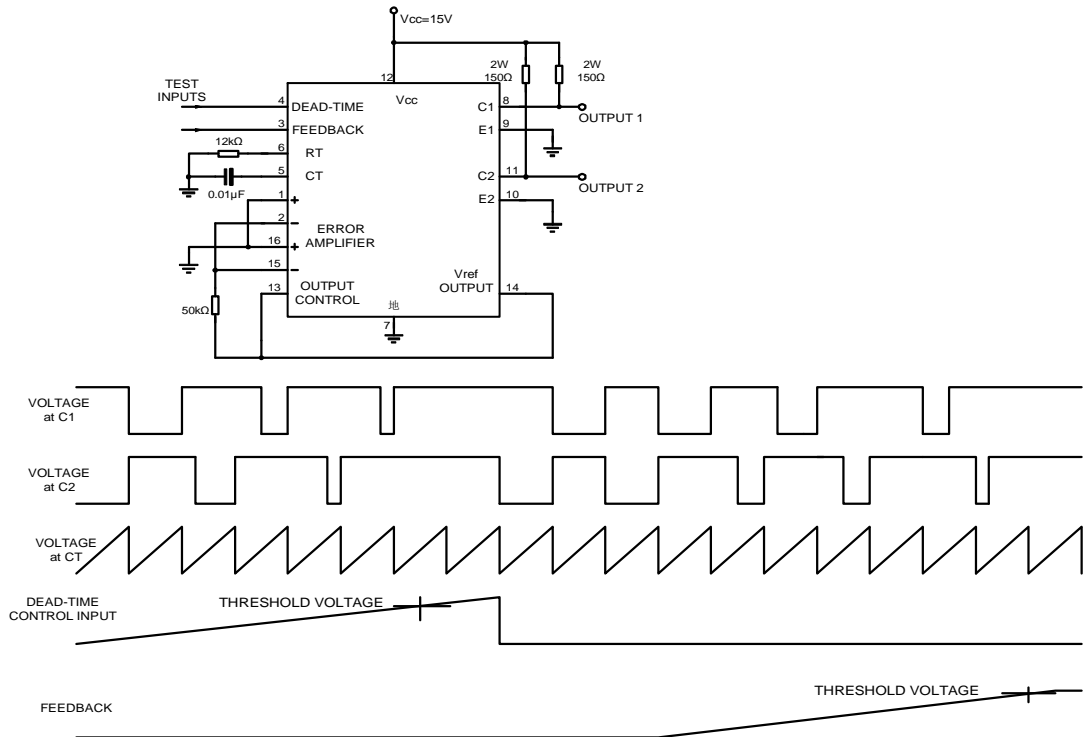 Vcc=15V
2W
150Ω
2W
150Ω
12
TEST
INPUTS
Vcc
4
DEAD-TIME
C1
8
OUTPUT 1
3
FEEDBACK
E1
9
12kΩ
6
RT
5
CT
C2
11
OUTPUT 2
0.01μF
1
+
E2
10
2
−
ERROR
AMPLIFIER
16
+
15
−
13
OUTPUT
CONTROL
Vref
OUTPUT
14
50kΩ
地
7
VOLTAGE
at C1
VOLTAGE
at C2
VOLTAGE
at CT
DEAD-TIME
CONTROL INPUT
THRESHOLD VOLTAGE
THRESHOLD VOLTAGE
FEEDBACK